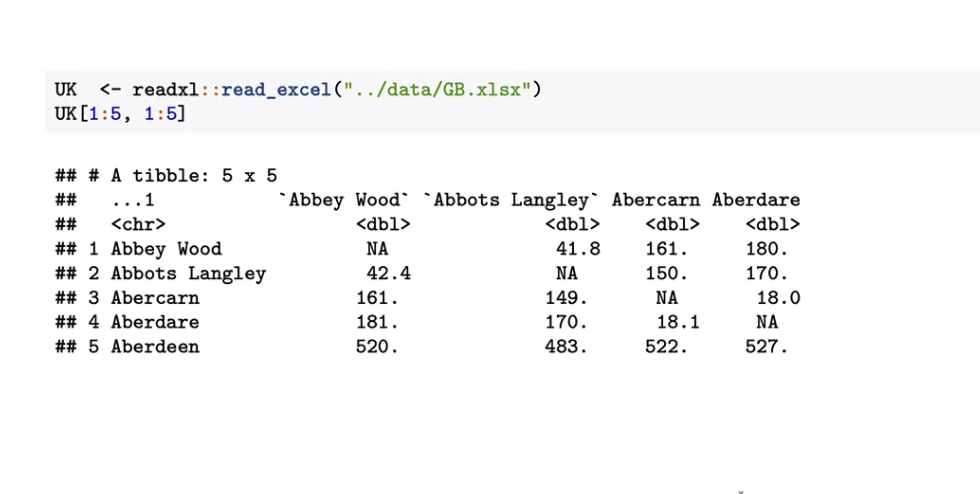 UK  <- readxl::read_excel("../data/GB.xlsx")
UK[1:5, 1:5]
## # A tibble: 5 x 5
##   ...1           `Abbey Wood` `Abbots Langley` Abercarn Aberdare
##   <chr>                 <dbl>            <dbl>    <dbl>    <dbl>
## 1 Abbey Wood             NA               41.8    161.     180.
## 2 Abbots Langley         42.4             NA      150.     170.
## 3 Abercarn              161.             149.      NA       18.0
## 4 Aberdare              181.             170.      18.1     NA
## 5 Aberdeen              520.             483.     522.     527.